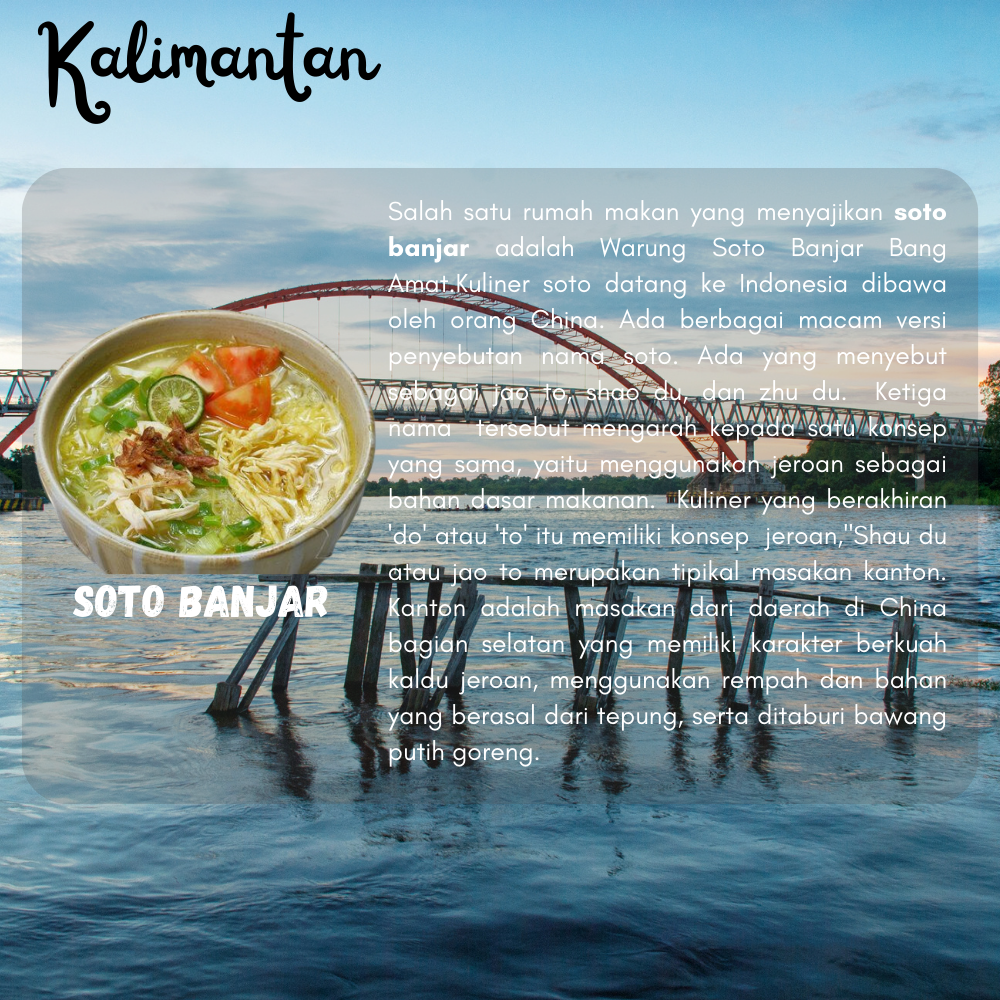 Kalimantan
Salah satu rumah makan yang menyajikan soto
banjar adalah Warung Soto Banjar Bang
Amat.Kuliner soto datang ke Indonesia dibawa
oleh orang China. Ada berbagai macam versi
penyebutan nama soto. Ada yang menyebut
sebagai jao to, shao du, dan zhu du. Ketiga
nama tersebut mengarah kepada satu konsep
yang sama, yaitu menggunakan jeroan sebagai
bahan dasar makanan. Kuliner yang berakhiran
'do' atau 'to' itu memiliki konsep jeroan,"Shau du
atau jao to merupakan tipikal masakan kanton.
Kanton adalah masakan dari daerah di China
bagian selatan yang memiliki karakter berkuah
kaldu jeroan, menggunakan rempah dan bahan
yang berasal dari tepung, serta ditaburi bawang
putih goreng.
SOTO BANJAR